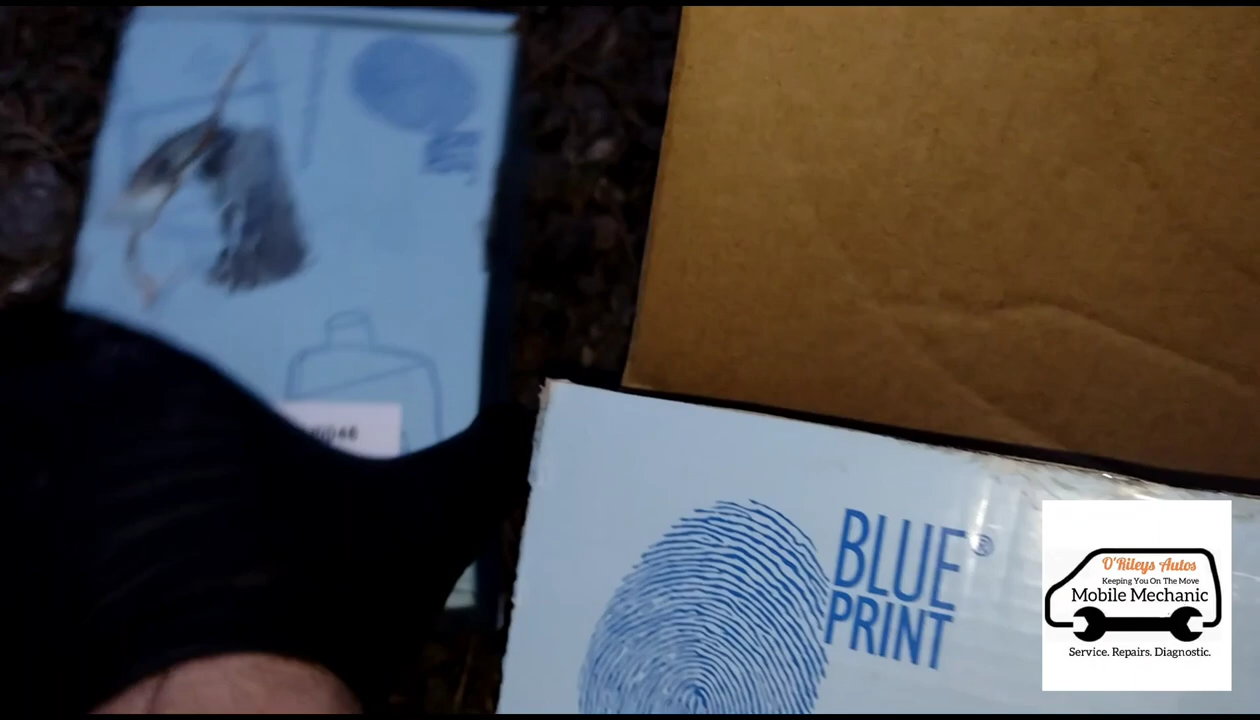 BLUE®
PRINT
O'Rileys Autos
Keeping You On The Move
Mobile Mechanic
Service. Repairs. Diagnostic.